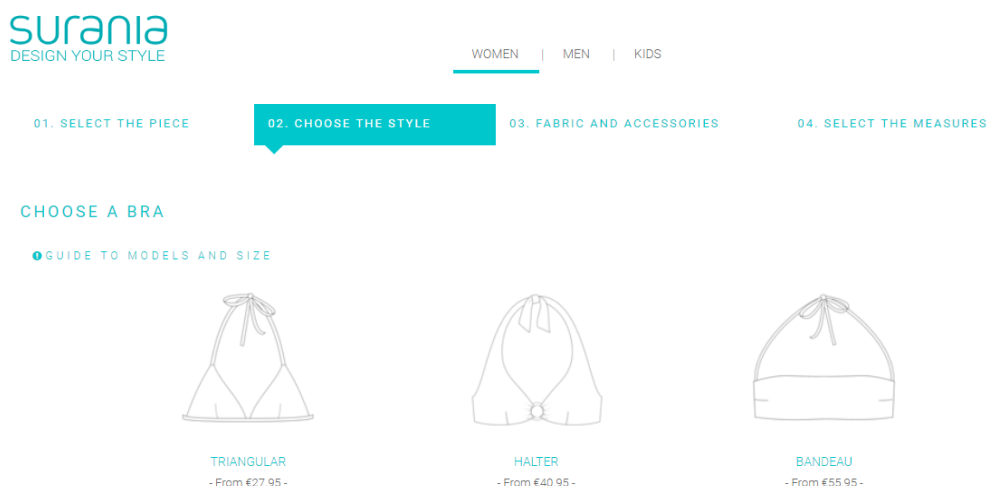 surania
DESIGN YOUR STYLE
WOMEN | MEN | KIDS
01. SELECT THE PIECE 02. CHOOSE THE STYLE 03. FABRIC AND ACCESSORIES 04. SELECT THE MEASURES
CHOOSE A BRA
GUIDE TO MODELS AND SIZE
TRIANGULAR HALTER BANDEAU
- From €27.95 - - From €40.95 - - From €55.95 -